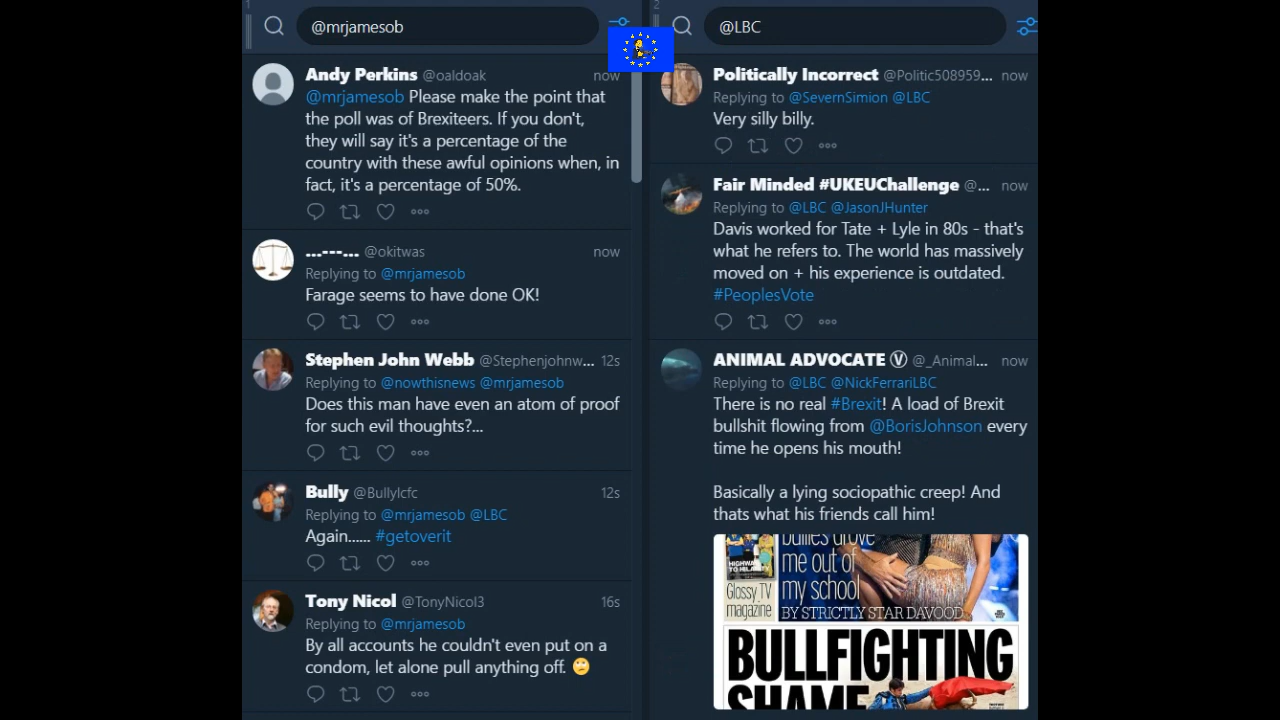 1
@mrjamesob
Andy Perkins @oaldoak now
@mrjamesob Please make the point that
the poll was of Brexiteers. If you don't,
they will say it's a percentage of the
country with these awful opinions when, in
fact, it's a percentage of 50%.
...---... @okitwas now
Replying to @mrjamesob
Farage seems to have done OK!
Stephen John Webb @Stephenjohnw... 12s
Replying to @nowthisnews @mrjamesob
Does this man have even an atom of proof
for such evil thoughts?...
Bully @Bullylcfc 12s
Replying to @mrjamesob @LBC
Again...... #getoverit
Tony Nicol @TonyNicol3 16s
Replying to @mrjamesob
By all accounts he couldn't even put on a
condom, let alone pull anything off. 🙄
2
@LBC
Politically Incorrect @Politic508959... now
Replying to @SevernSimion @LBC
Very silly billy.
Fair Minded #UKEUChallenge @... now
Replying to @LBC @JasonJHunter
Davis worked for Tate + Lyle in 80s - that's
what he refers to. The world has massively
moved on + his experience is outdated.
#PeoplesVote
ANIMAL ADVOCATE Ⓥ @_Animal... now
Replying to @LBC @NickFerrariLBC
There is no real #Brexit! A load of Brexit
bullshit flowing from @BorisJohnson every
time he opens his mouth!
Basically a lying sociopathic creep! And
thats what his friends call him!
bullies drove
me out of
my school
BY STRICTLY STAR DAVOOD
Glossy TV
magazine
BULLFIGHTING
SHAME